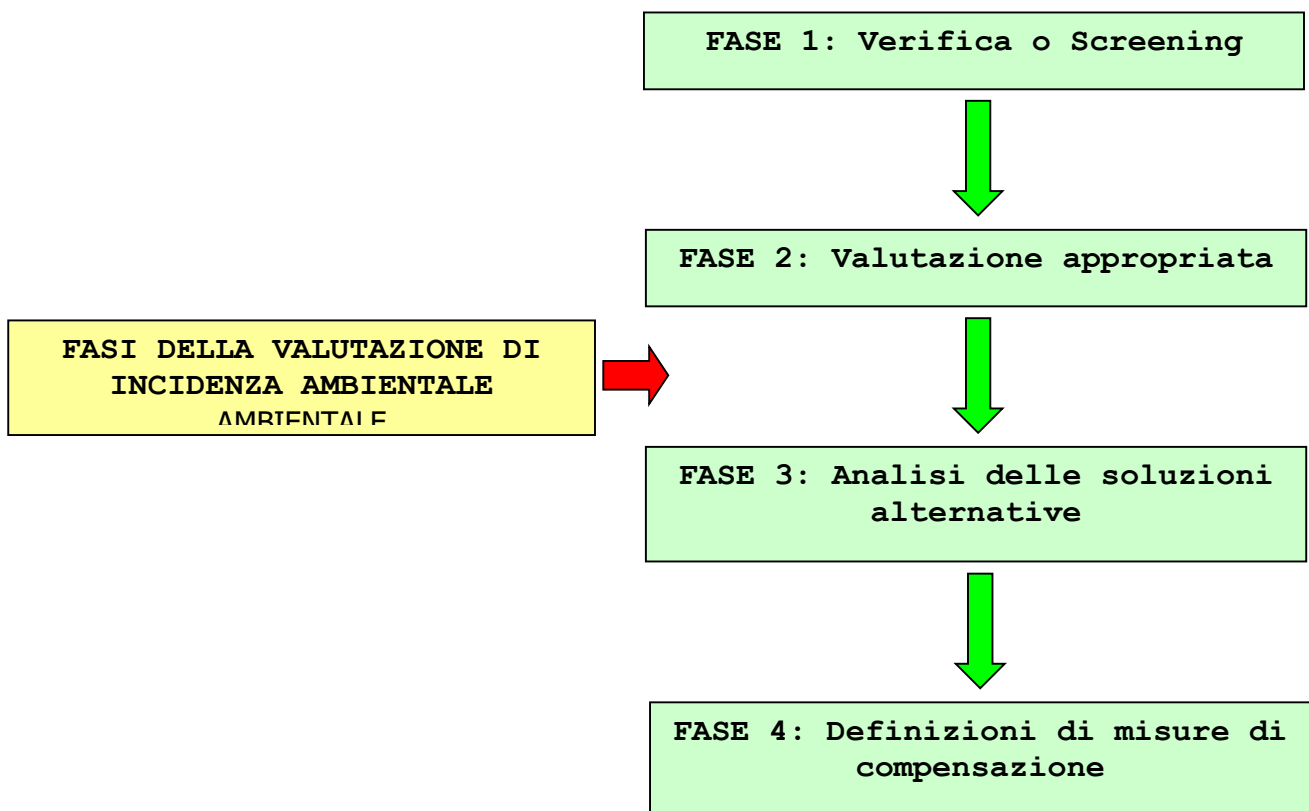 FASE 1: Verifica o Screening
FASE 2: Valutazione appropriata
FASI DELLA VALUTAZIONE DI
INCIDENZA AMBIENTALE
AMBIENTALE
FASE 3: Analisi delle soluzioni
alternative
FASE 4: Definizioni di misure di
compensazione